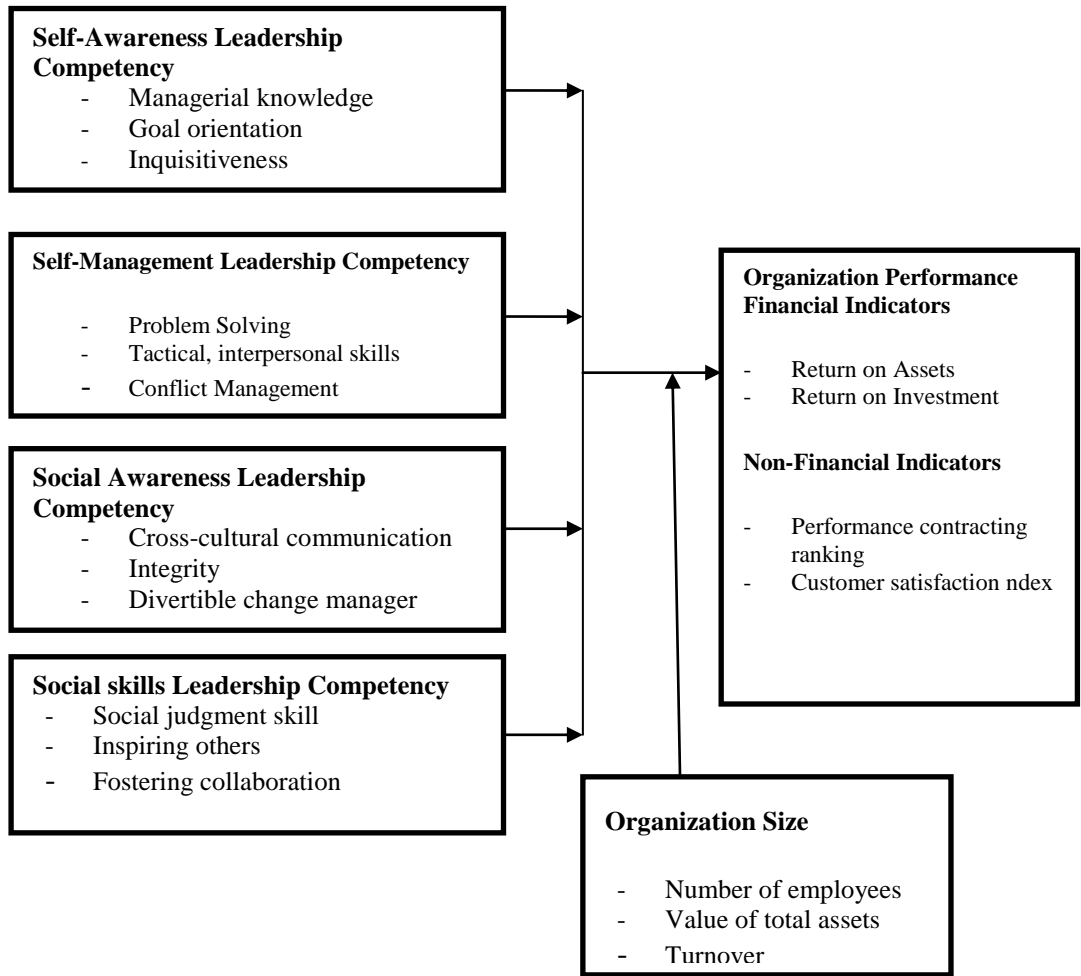 Self-Awareness Leadership
Competency
- Managerial knowledge
- Goal orientation
- Inquisitiveness
Self-Management Leadership Competency
- Problem Solving
- Tactical, interpersonal skills
- Conflict Management
Social Awareness Leadership
Competency
- Cross-cultural communication
- Integrity
- Divertible change manager
Social skills Leadership Competency
- Social judgment skill
- Inspiring others
- Fostering collaboration
Organization Performance
Financial Indicators
- Return on Assets
- Return on Investment
Non-Financial Indicators
- Performance contracting
ranking
- Customer satisfaction ndex
Organization Size
- Number of employees
- Value of total assets
- Turnover